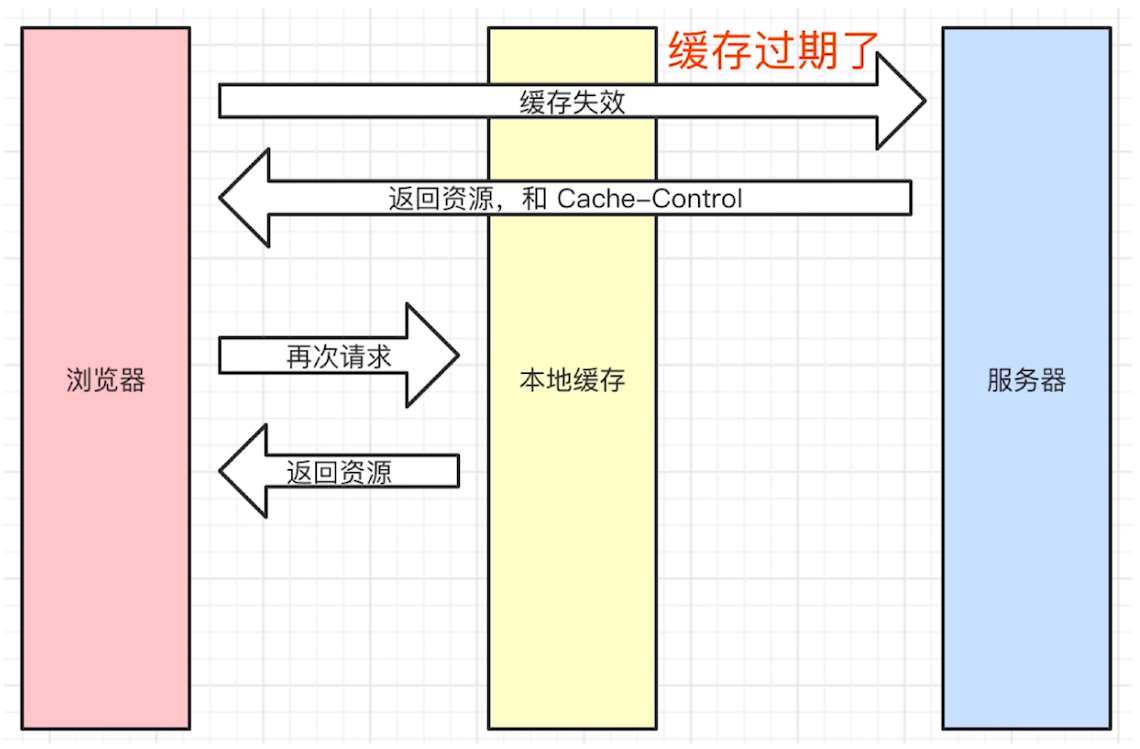 缓存过期了
缓存失效
返回资源，和 Cache-Control
再次请求
浏览器
本地缓存
服务器
返回资源